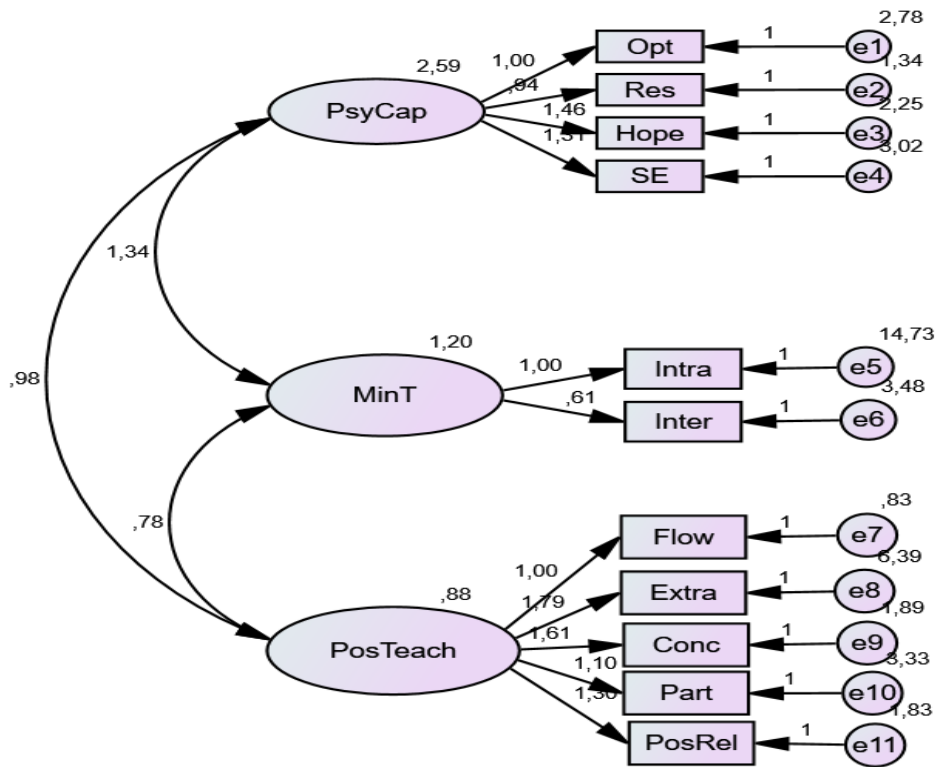 2,78
Opt
1
e1
1,34
2,59
1,00
PsyCap
,94
Res
1
e2
2,25
1,46
Hope
1
e3
3,02
1,31
SE
1
e4
1,34
14,73
1,20
1,00
Intra
1
e5
3,48
MinT
,61
Inter
1
e6
,98
,78
,83
Flow
1
e7
6,39
,88
1,00
Extra
1
e8
1,89
1,79
PosTeach
1,61
Conc
1
e9
3,33
1,10
Part
1
e10
1,83
PosRel
1
e11